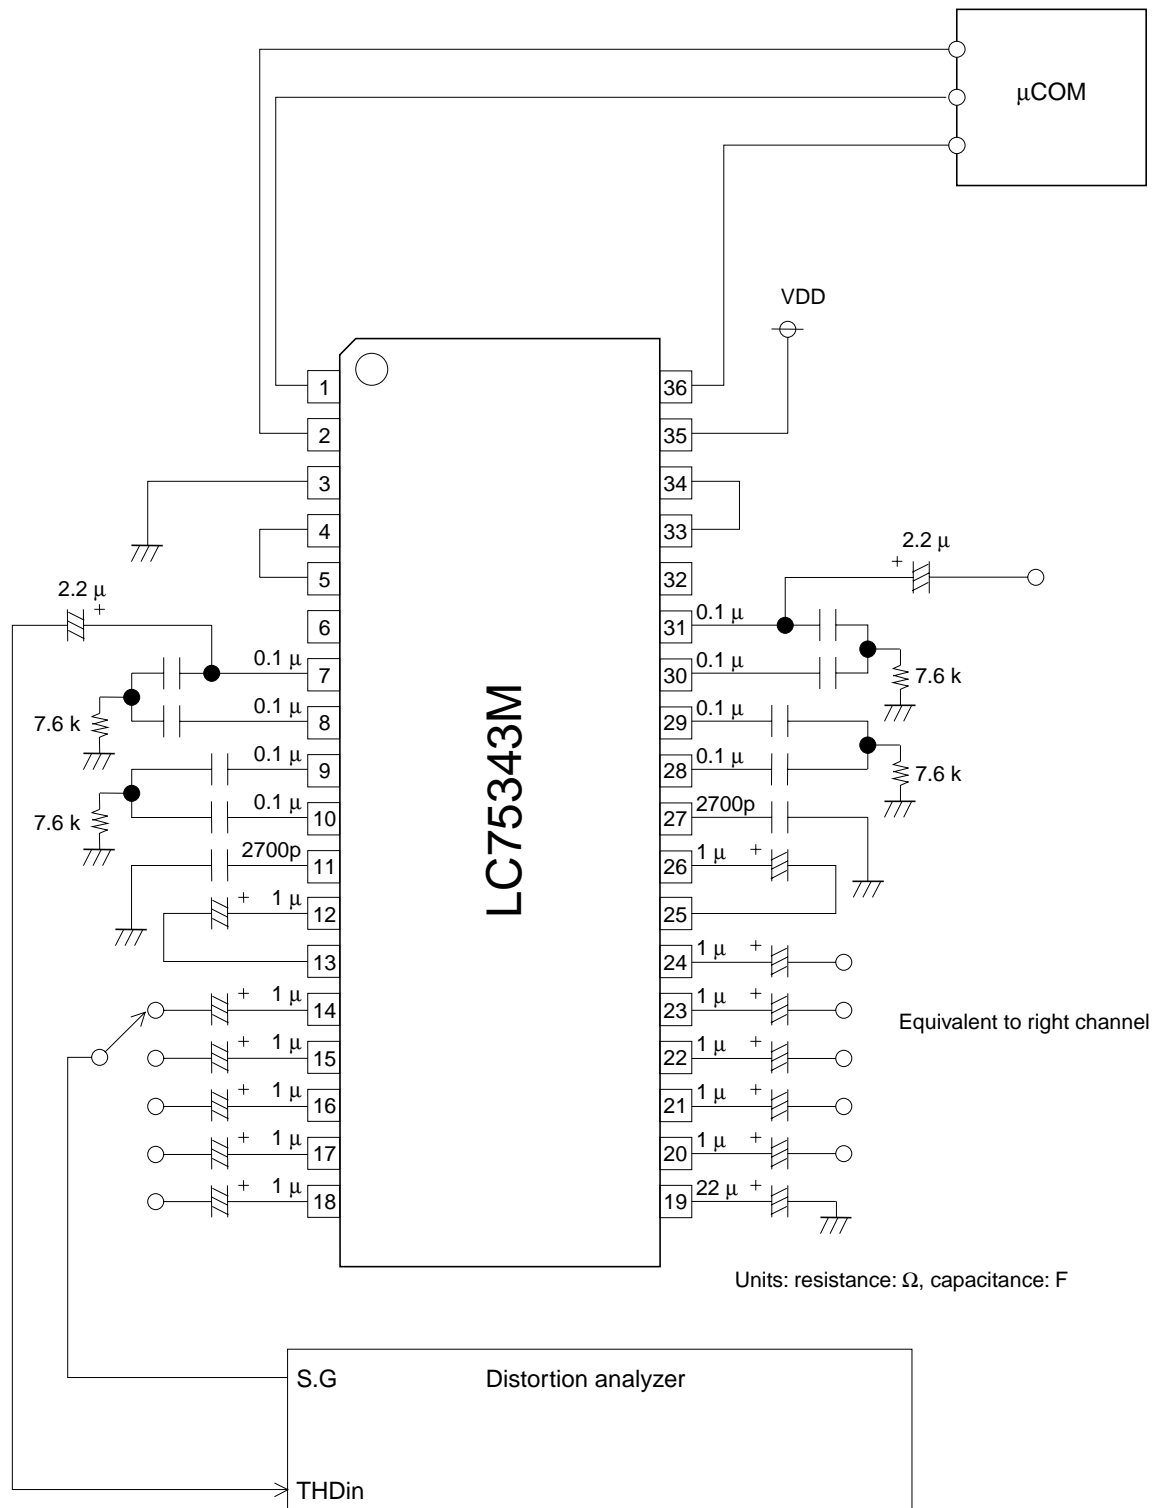 μCOM
VDD
1
36
2
35
3
34
4
33
2.2 μ
+
5
32
2.2 μ
+
6
31
0.1 μ
0.1 μ
7
30
0.1 μ
7.6 k
7.6 k
0.1 μ
8
29
0.1 μ
0.1 μ
9
28
0.1 μ
7.6 k
7.6 k
0.1 μ
10
27
2700p
2700p
11
26
1 μ
+
+
1 μ
12
25
13
24
1 μ
+
+
1 μ
14
23
1 μ
+
Equivalent to right channel
+
1 μ
15
22
1 μ
+
+
1 μ
16
21
1 μ
+
+
1 μ
17
20
1 μ
+
+
1 μ
18
19
22 μ
+
LC75343M
Units: resistance: Ω, capacitance: F
S.G
Distortion analyzer
THDin